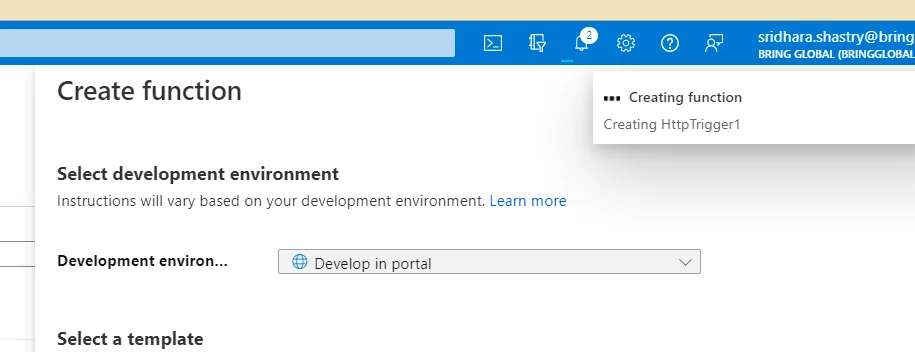 2
sridhara.shastry@bring
BRING GLOBAL (BRINGGLOBAL
Create function
Creating function
Creating HttpTrigger1
Select development environment
Instructions will vary based on your development environment. Learn more
Development environ...
Develop in portal
Select a template